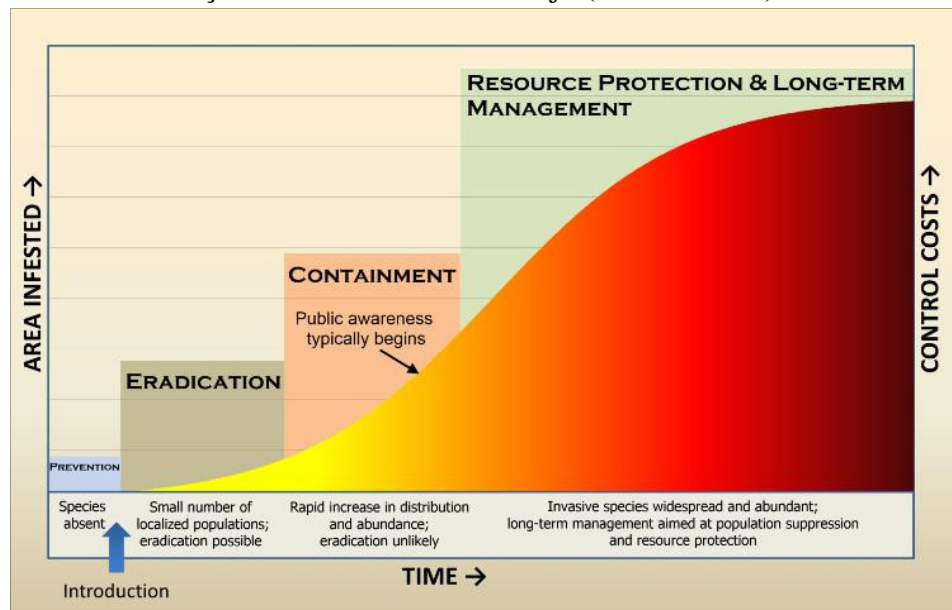 RESOURCE PROTECTION & LONG-TERM
MANAGEMENT
CONTAINMENT
Public awareness
typically begins
ERADICATION
PREVENTION
AREA INFESTED →
CONTROL COSTS →
Species
absent
Small number of
localized populations;
eradication possible
Rapid increase in distribution
and abundance;
eradication unlikely
Invasive species widespread and abundant;
long-term management aimed at population suppression
and resource protection
Introduction
TIME →